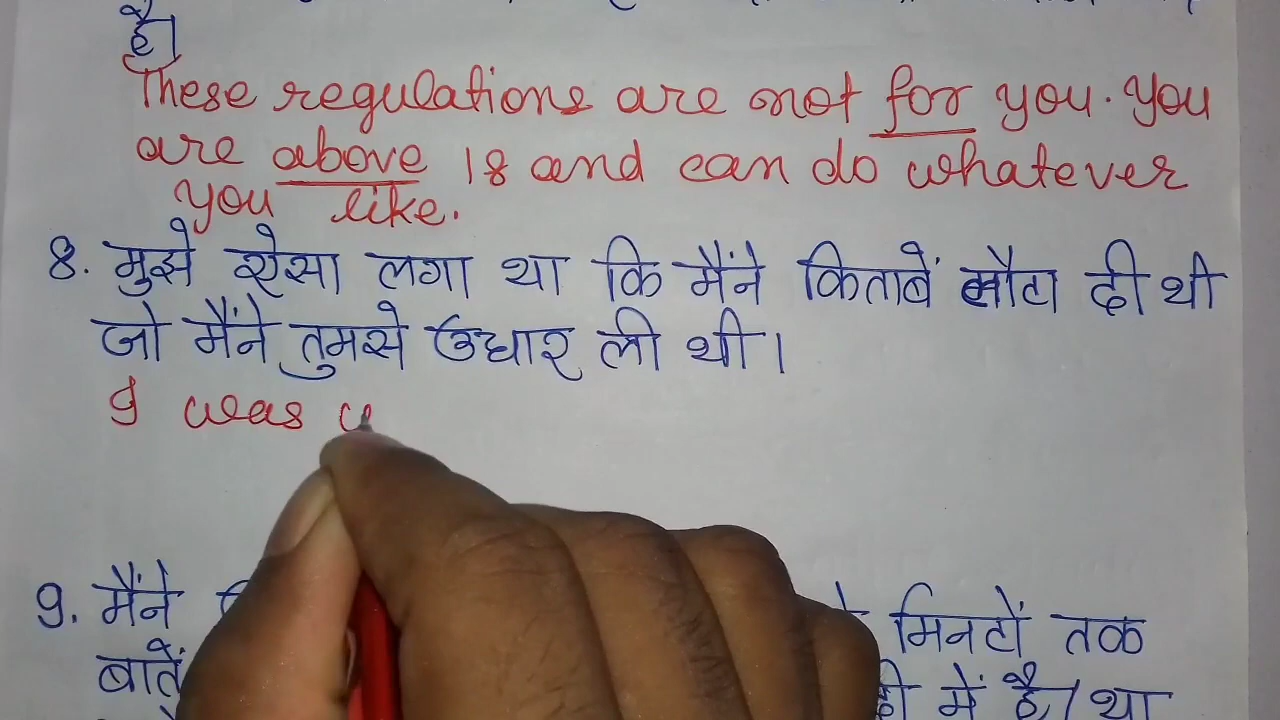 है।
These regulations are not for you. You
are above 18 and can do whatever
you like.
8. मुझे ऐसा लगा था कि मैंने किताबें लौटा दी थी
जो मैंने तुमसे उधार ली थी।
I was
9. मैंने मिनटों तक
बातें में है/था